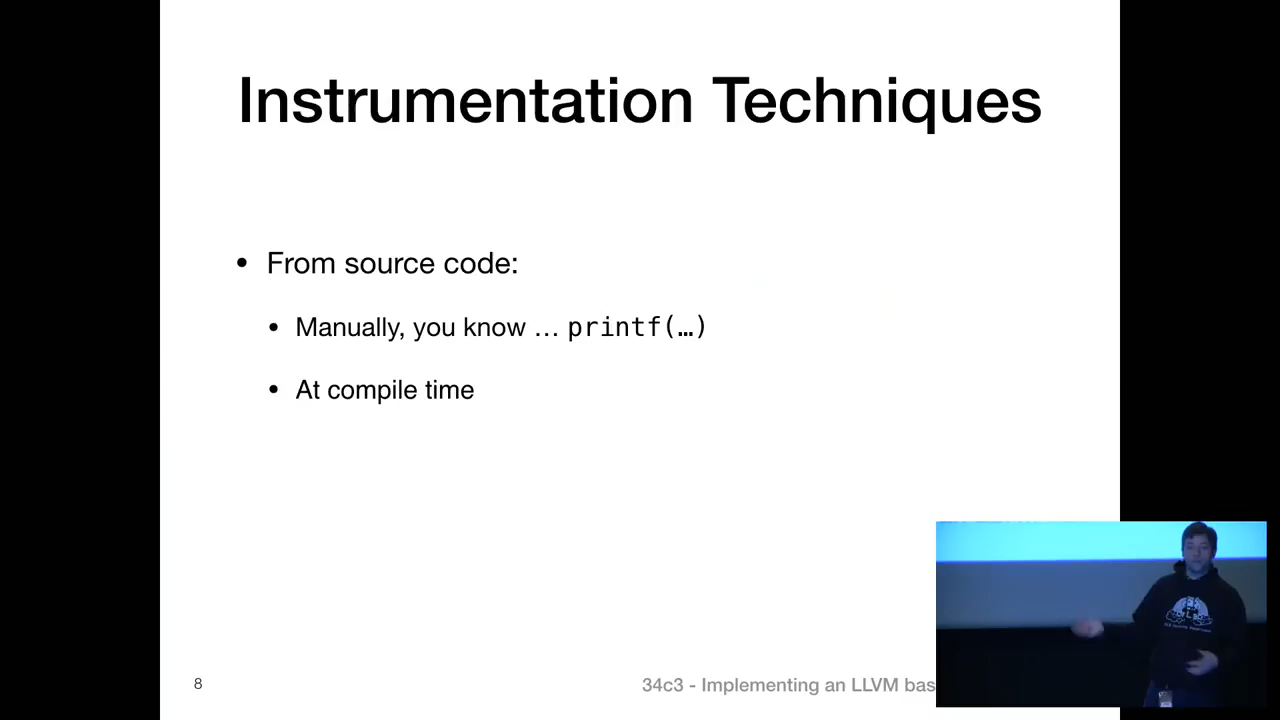 Instrumentation Techniques
• From source code:
• Manually, you know … printf(…)
• At compile time
8
34c3 - Implementing an LLVM bas